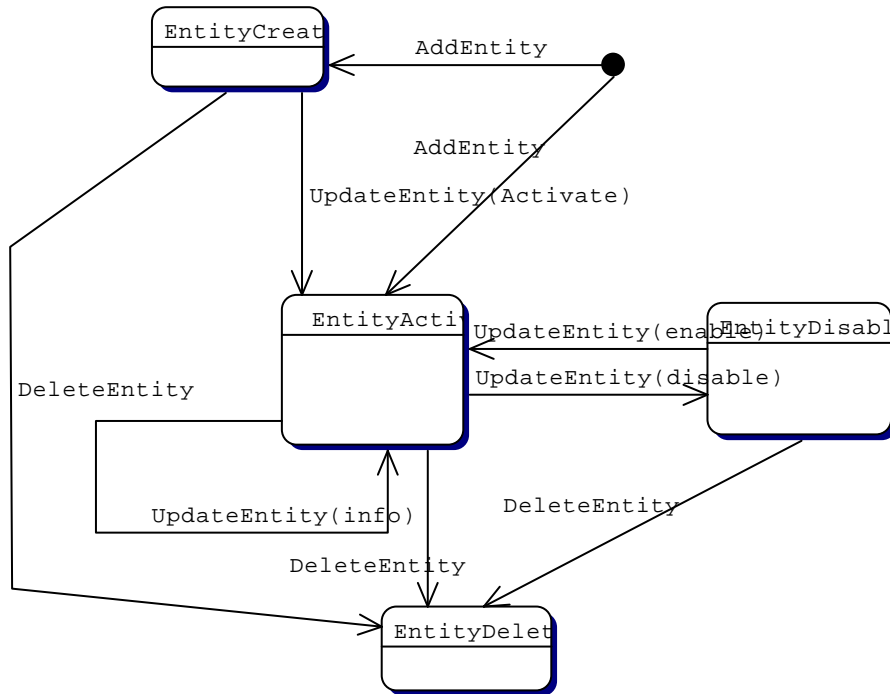 EntityCreat
AddEntity
AddEntity
UpdateEntity(Activate)
EntityActiv
UpdateEntity(enable)
EntityDisabl
UpdateEntity(disable)
DeleteEntity
UpdateEntity(info)
DeleteEntity
DeleteEntity
EntityDelet